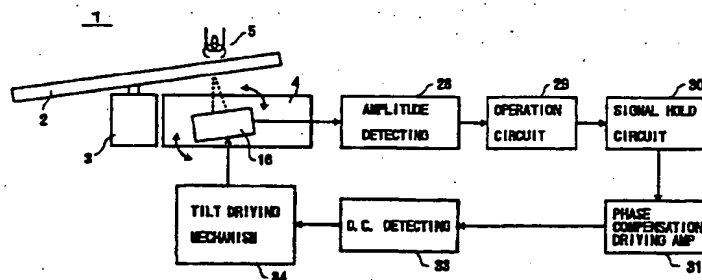 1
5
2
3
4
16
28
AMPLITUDE
DETECTING
29
OPERATION
CIRCUIT
30
SIGNAL HOLD
CIRCUIT
TILT DRIVING
MECHANISM
34
D.C. DETECTING
33
PHASE
COMPENSATION
DRIVING AMP
31